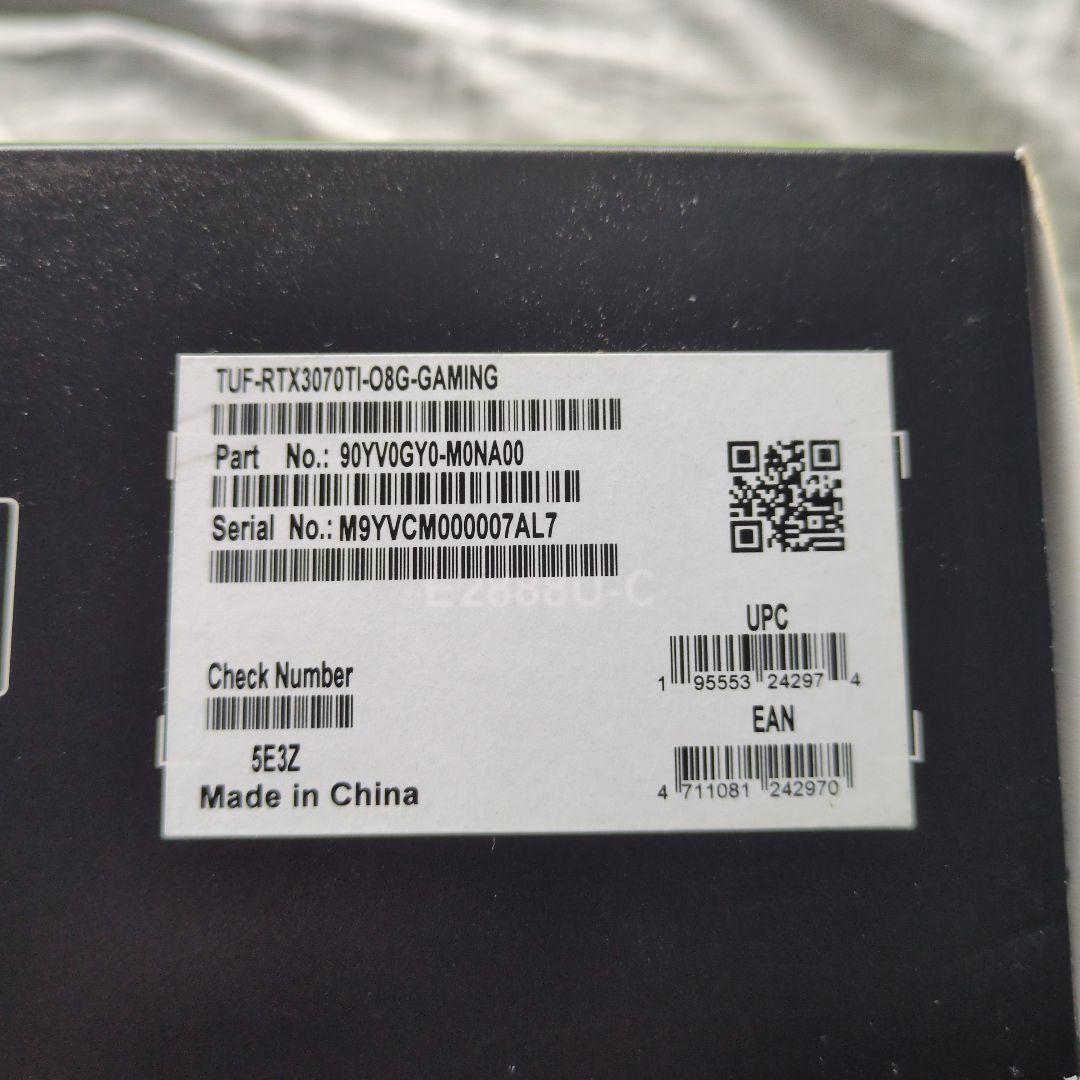 TUF-RTX3070TI-O8G-GAMING
Part No.: 90YV0GY0-M0NA00
Serial No.: M9YVCM000007AL7
E2888U-C
UPC
1 95553 24297 4
Check Number
EAN
5E3Z
4 711081 242970
Made in China